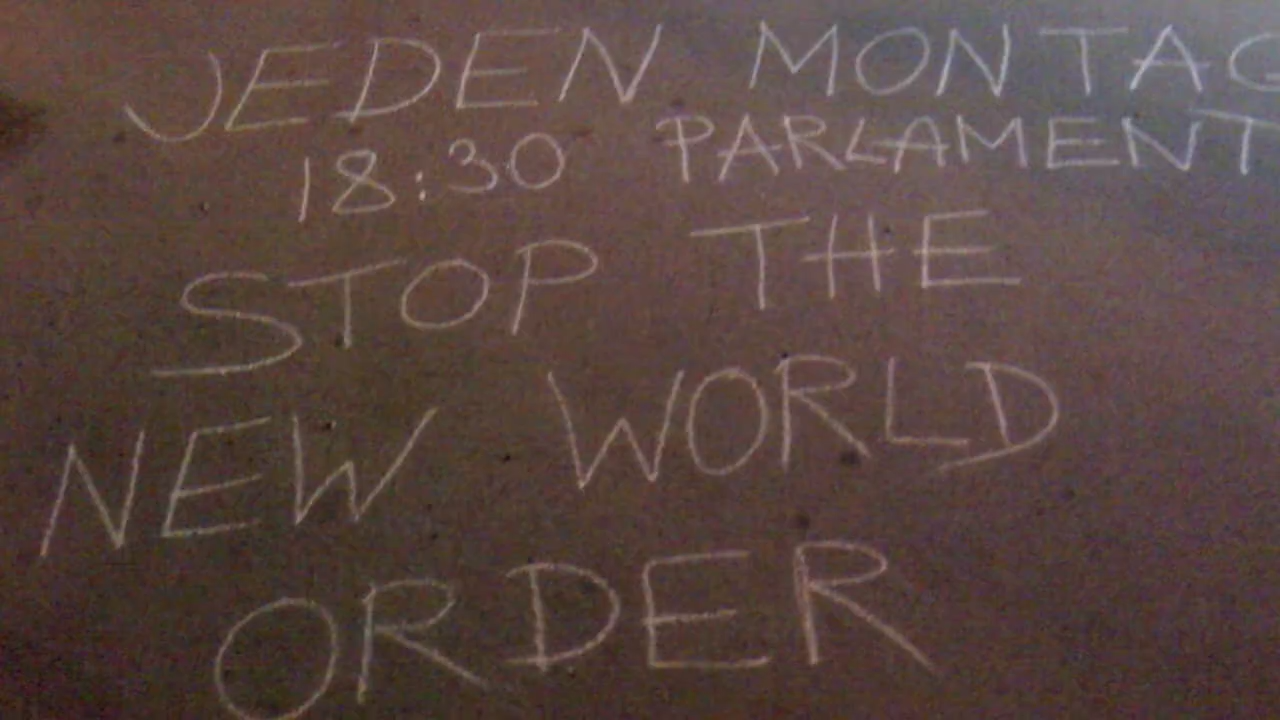 JEDEN MONTAG
18:30 PARLAMENT
STOP THE
NEW WORLD
ORDER